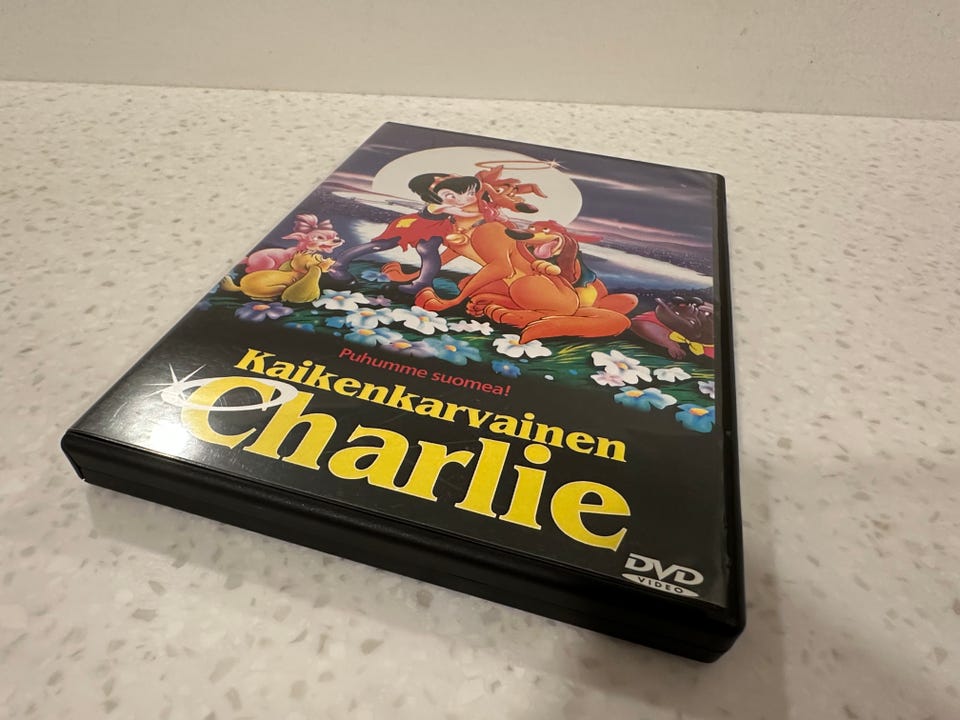 Puhumme suomea!
Kaikenkarvainen
Charlie
DVD
VIDEO